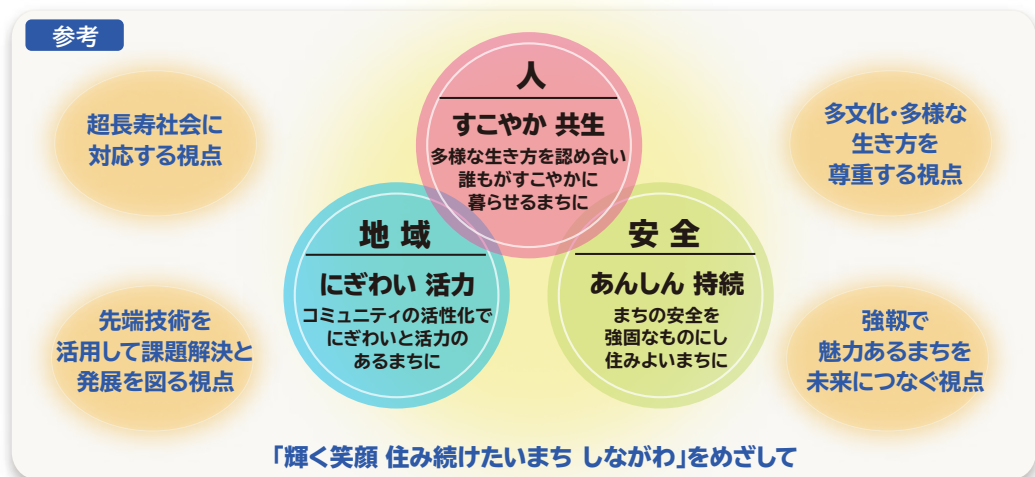 参考
人
すこやか 共生
多様な生き方を認め合い
誰もがすこやかに
暮らせるまちに
超長寿社会に
対応する視点
多文化・多様な
生き方を
尊重する視点
地域
にぎわい 活力
コミュニティの活性化で
にぎわいと活力の
あるまちに
安全
あんしん 持続
まちの安全を
強固なものにし
住みよいまちに
先端技術を
活用して課題解決と
発展を図る視点
強靱で
魅力あるまちを
未来につなぐ視点
「輝く笑顔 住み続けたいまち しながわ」をめざして